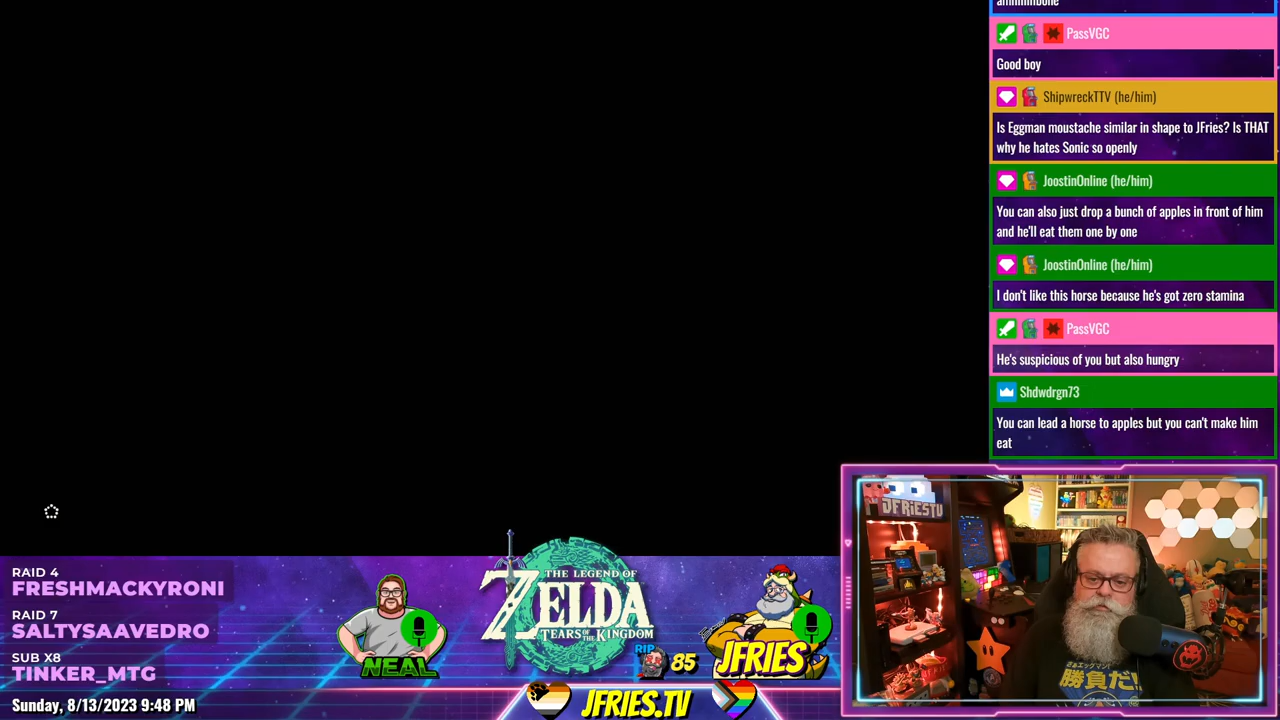 PassVGC
Good boy
ShipwreckTTV (he/him)
Is Eggman moustache similar in shape to JFries? Is THAT
why he hates Sonic so openly
JoostinOnline (he/him)
You can also just drop a bunch of apples in front of him
and he'll eat them one by one
JoostinOnline (he/him)
I don't like this horse because he's got zero stamina
PassVGC
He's suspicious of you but also hungry
Shdwdrgn73
You can lead a horse to apples but you can't make him
eat
RAID 4
FRESHMACKYRONI
RAID 7
SALTYSAAVEDRO
SUB X8
TINKER_MTG
Sunday, 8/13/2023 9:48 PM
NEAL
THE LEGEND OF
ZELDA
TEARS OF THE KINGDOM
RIP
85
JFRIES
JFRIES.TV
JFRIESTV
勝負だ!